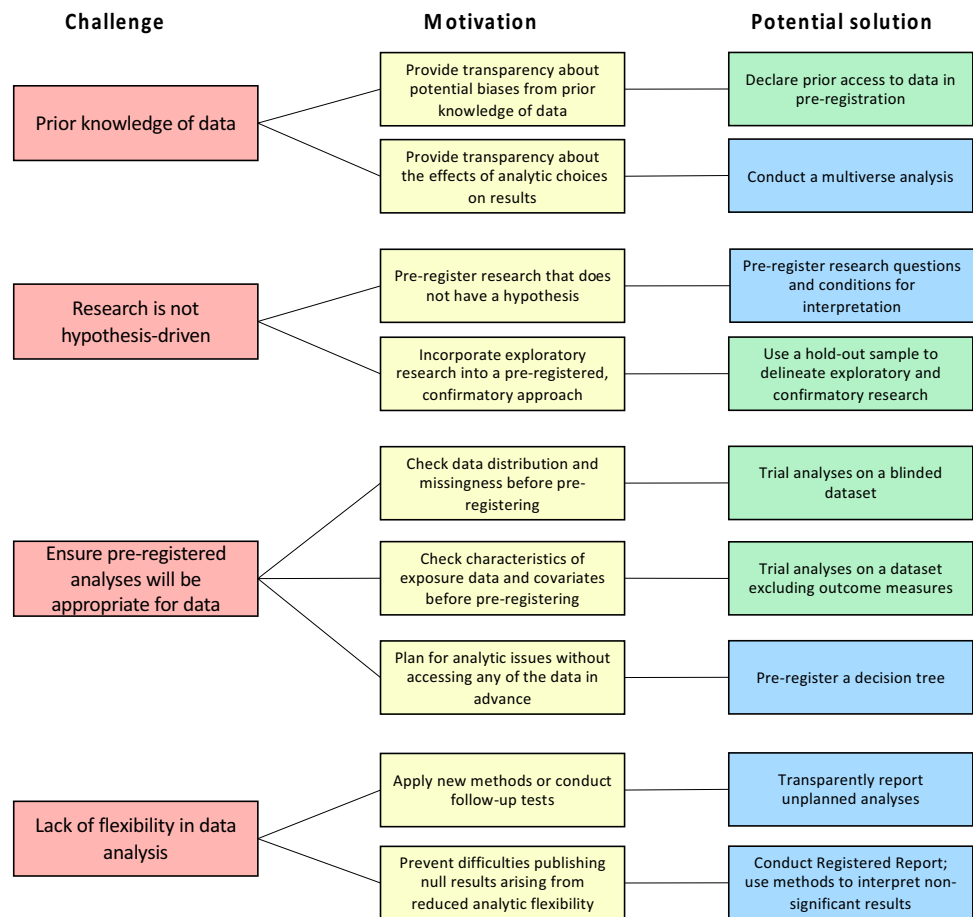 Challenge
Motivation
Potential solution
Prior knowledge of data
Provide transparency about
potential biases from prior
knowledge of data
Declare prior access to data in
pre-registration
Provide transparency about
the effects of analytic choices
on results
Conduct a multiverse analysis
Research is not
hypothesis-driven
Pre-register research that does
not have a hypothesis
Pre-register research questions
and conditions for
interpretation
Incorporate exploratory
research into a pre-registered,
confirmatory approach
Use a hold-out sample to
delineate exploratory and
confirmatory research
Ensure pre-registered
analyses will be
appropriate for data
Check data distribution and
missingness before pre-
registering
Trial analyses on a blinded
dataset
Check characteristics of
exposure data and covariates
before pre-registering
Trial analyses on a dataset
excluding outcome measures
Plan for analytic issues without
accessing any of the data in
advance
Pre-register a decision tree
Lack of flexibility in data
analysis
Apply new methods or conduct
follow-up tests
Transparently report
unplanned analyses
Prevent difficulties publishing
null results arising from
reduced analytic flexibility
Conduct Registered Report;
use methods to interpret non-
significant results